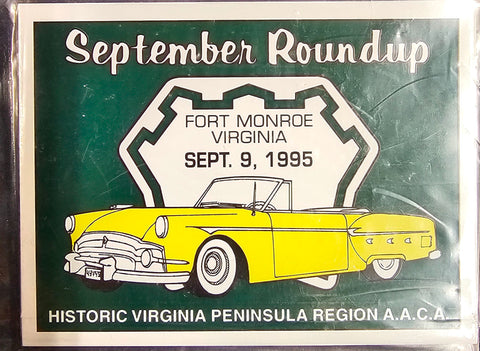 September Roundup
FORT MONROE
VIRGINIA
SEPT. 9, 1995
HISTORIC VIRGINIA PENINSULA REGION A.A.C.A.